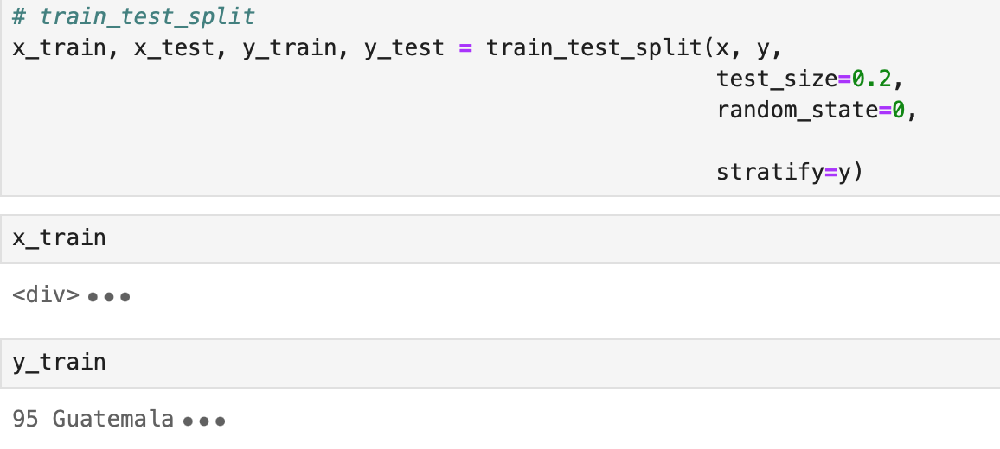 # train_test_split
x_train, x_test, y_train, y_test = train_test_split(x, y,
test_size=0.2,
random_state=0,
stratify=y)
x_train
<div>•••
y_train
95 Guatemala•••